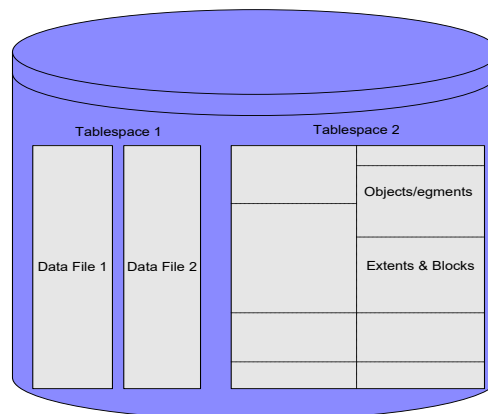 Tablespace 1
Tablespace 2
Data File 1
Data File 2
Objects/egments
Extents & Blocks